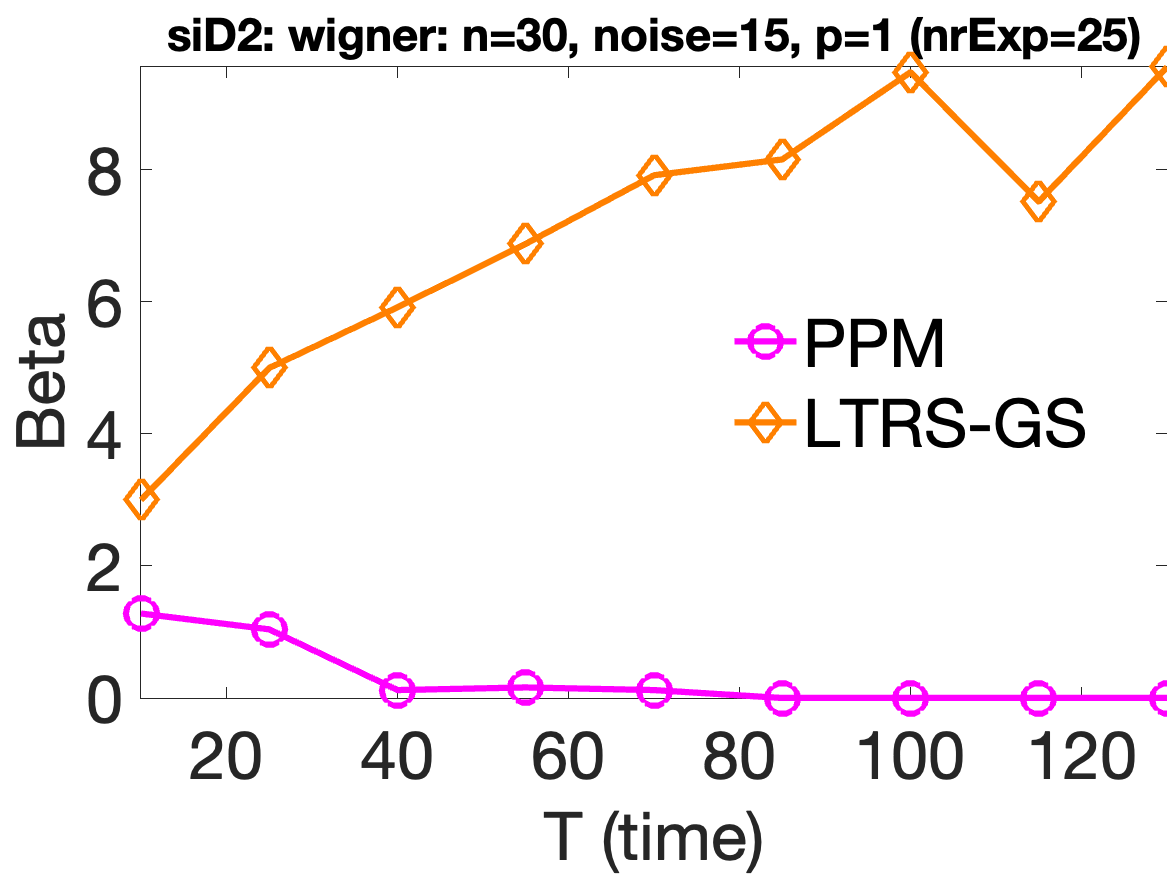 siD2: wigner: n=30, noise=15, p=1 (nrExp=25)
8
6
4
2
0
Beta
PPM
LTRS-GS
20 40 60 80 100 120
T (time)